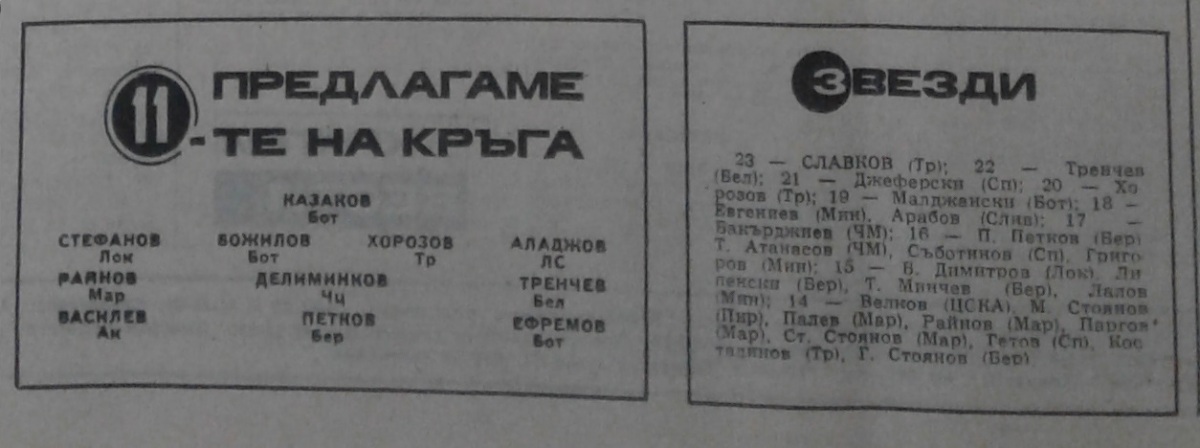 ПРЕДЛАГАМЕ
11-ТЕ НА КРЪГА
КАЗАКОВ
Бот
СТЕФАНОВ БОЖИЛОВ ХОРОЗОВ АЛАДЖОВ
Лок Бот Тр ЛС
РАЙНОВ ДЕЛИМИНКОВ ТРЕНЧЕВ
Мар Чц Бел
ВАСИЛЕВ ПЕТКОВ ЕФРЕМОВ
Ак Бер Бот
ЗВЕЗДИ
23 — СЛАВКОВ (Тр); 22 — Тренчев
(Вел); 21 — Джеферски (Сп); 20 — Хо
розов (Тр); 19 — Малджански (Бот); 18 —
Евгениев (Мин), Арабов (Слив); 17 —
Бакърджиев (ЧМ); 16 — П. Петков (Бер)
Т. Атанасов (ЧМ), Съботинов (Сп), Григо
ров (Мин); 15 — В. Димитров (Лок), Ли
пенски (Бер), Т. Минчев (Бер), Лалов
(Мин); 14 — Велков (ЦСКА), М. Стоянов
(Пир), Палев (Мар), Райнов (Мар), Паргов
(Мар), Ст. Стоянов (Мар), Гетов (Сп), Кос
тадинов (Тр), Г. Стоянов (Бер)